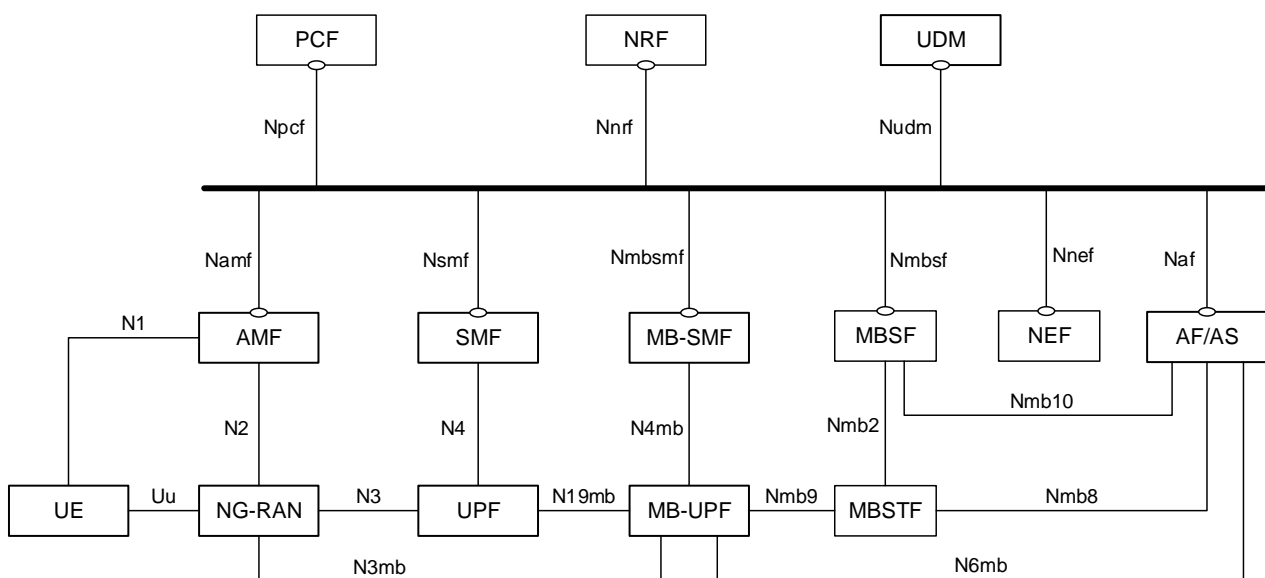 PCF NRF UDM
Npcf Nnrf Nudm
Namf Nsmf Nmbsmf Nmbsf Nnef Naf
N1
AMF SMF MB-SMF MBSF NEF AF/AS
Nmb10
N2 N4 N4mb Nmb2
Uu N3 N19mb Nmb9 Nmb8
UE NG-RAN UPF MB-UPF MBSTF
N3mb N6mb